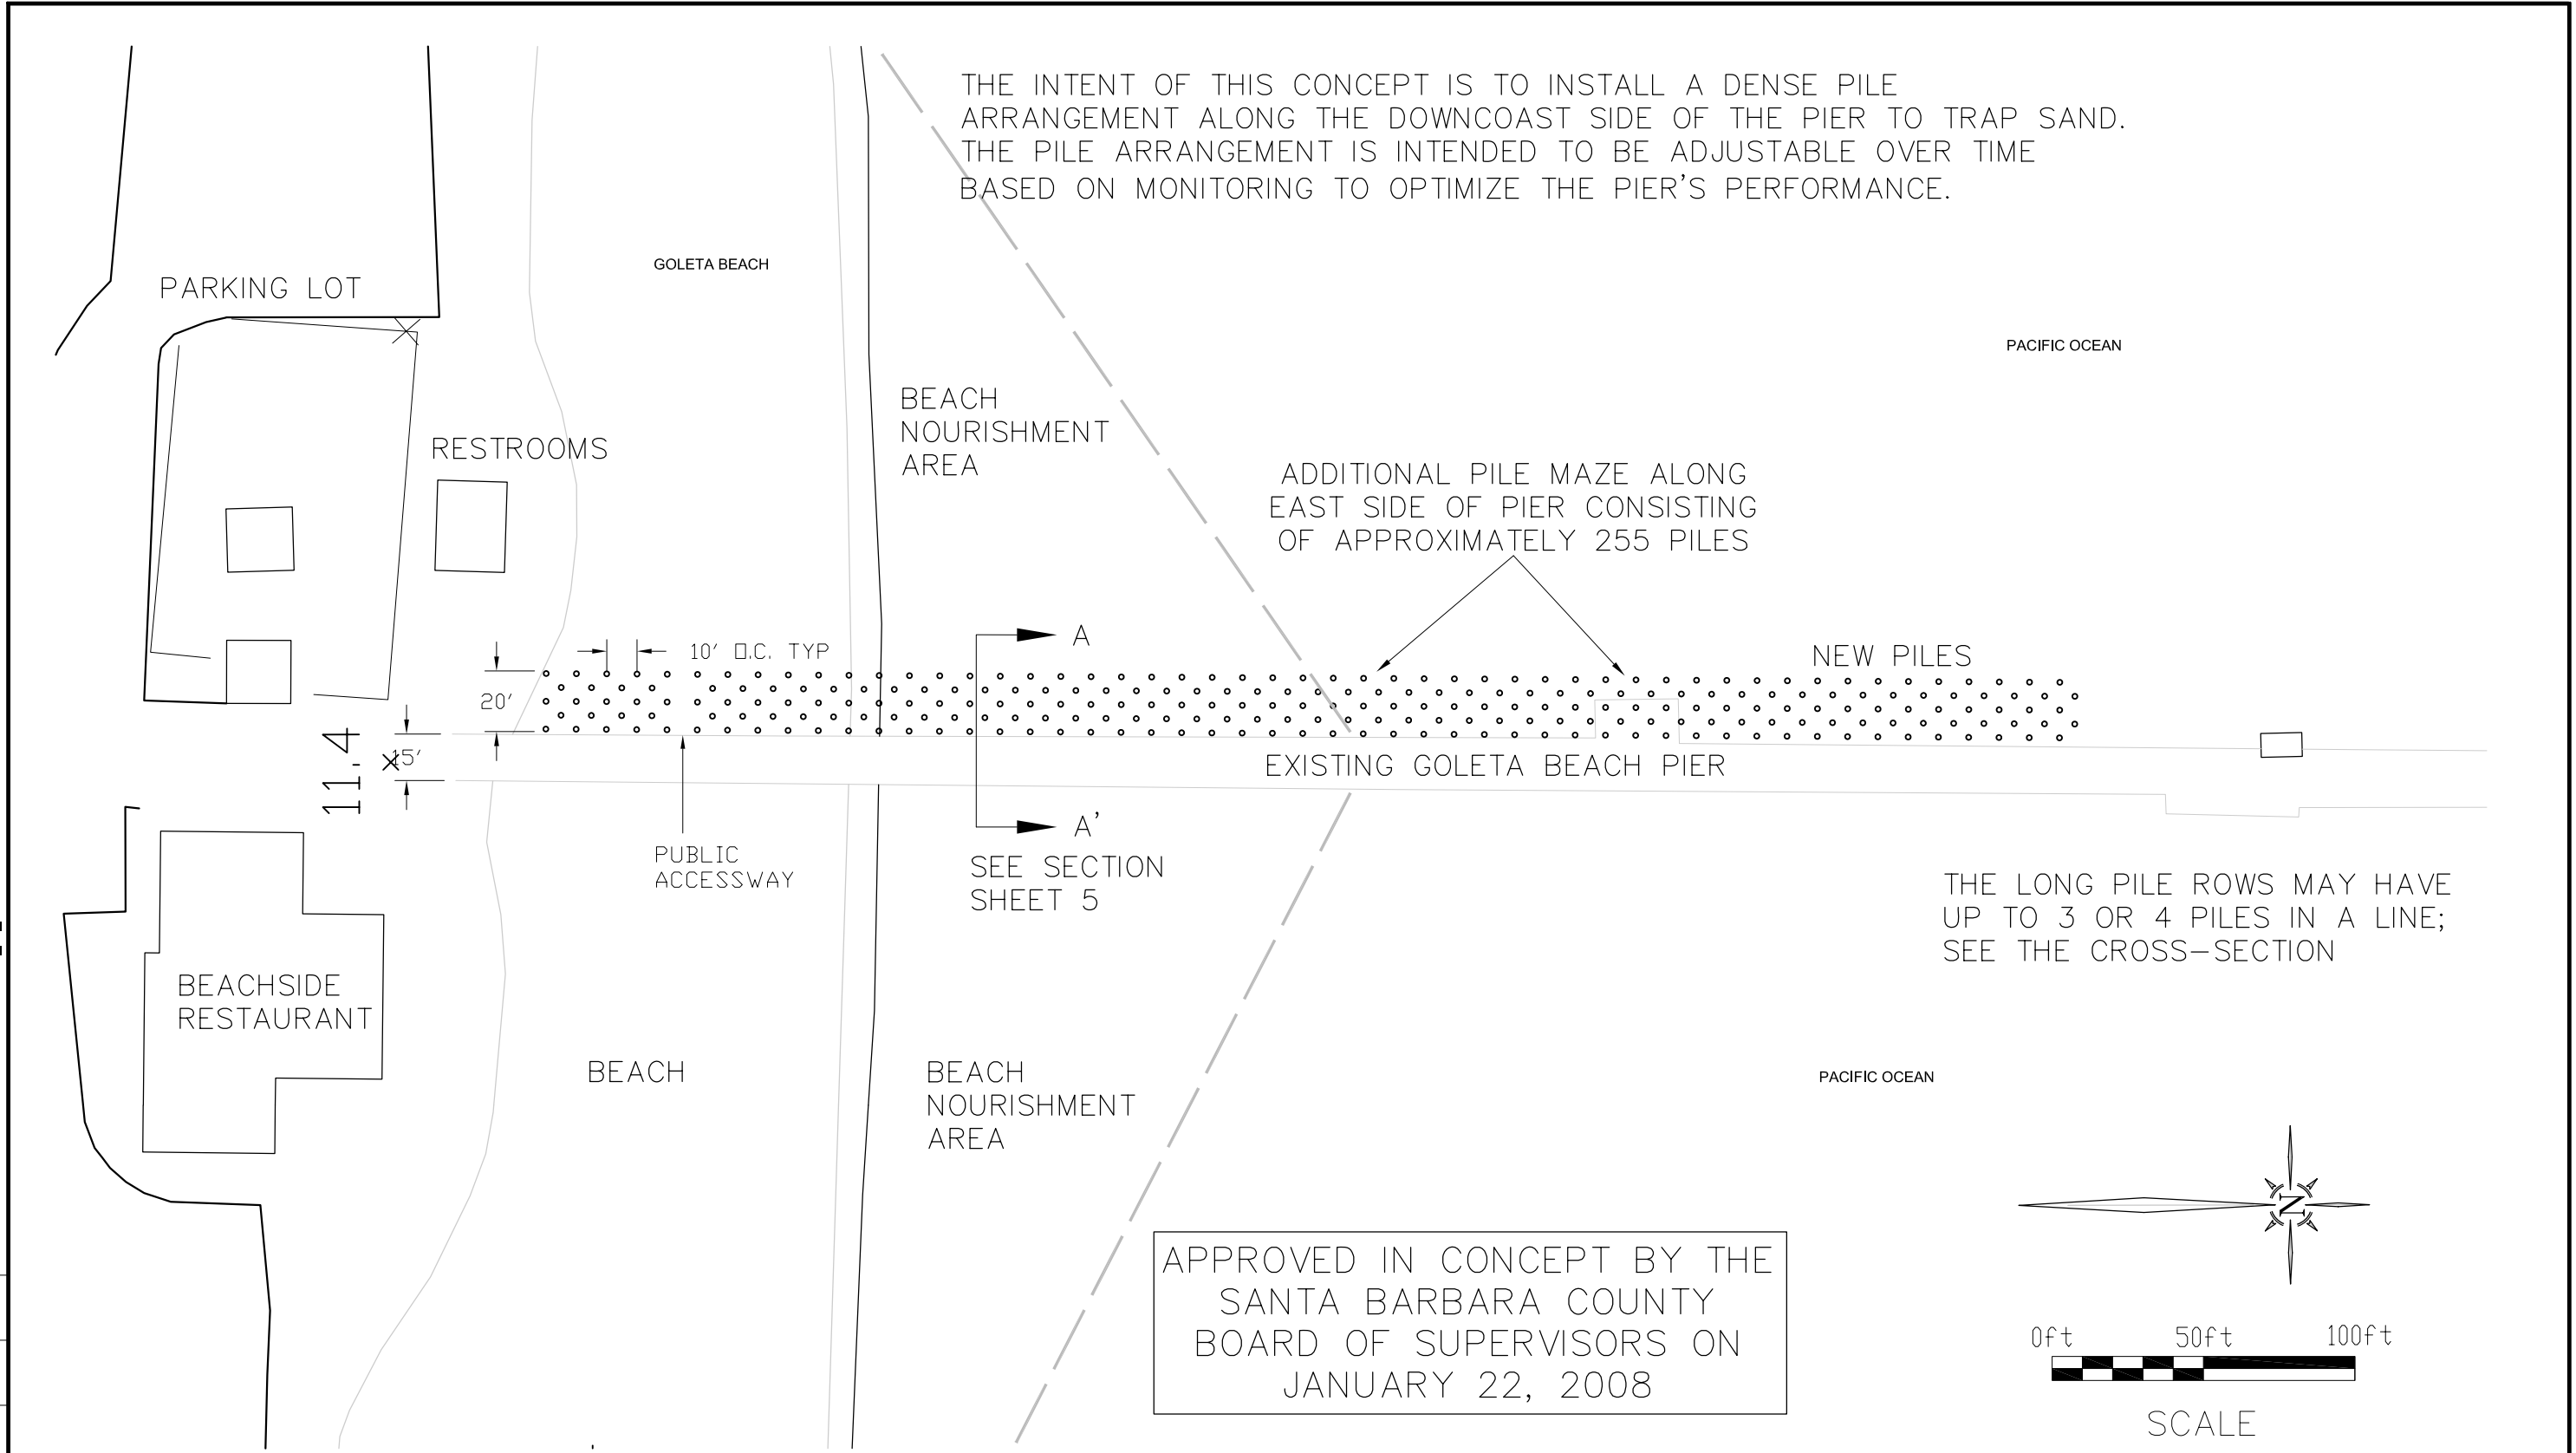 THE INTENT OF THIS CONCEPT IS TO INSTALL A DENSE PILE
ARRANGEMENT ALONG THE DOWNCOAST SIDE OF THE PIER TO TRAP SAND.
THE PILE ARRANGEMENT IS INTENDED TO BE ADJUSTABLE OVER TIME
BASED ON MONITORING TO OPTIMIZE THE PIER'S PERFORMANCE.
GOLETA BEACH
PARKING LOT
PACIFIC OCEAN
BEACH
NOURISHMENT
AREA
RESTROOMS
ADDITIONAL PILE MAZE ALONG
EAST SIDE OF PIER CONSISTING
OF APPROXIMATELY 255 PILES
A
10' O.C. TYP
NEW PILES
20'
11.4
15'
EXISTING GOLETA BEACH PIER
A'
PUBLIC
ACCESSWAY
SEE SECTION
SHEET 5
THE LONG PILE ROWS MAY HAVE
UP TO 3 OR 4 PILES IN A LINE;
SEE THE CROSS-SECTION
BEACHSIDE
RESTAURANT
BEACH
BEACH
NOURISHMENT
AREA
PACIFIC OCEAN
N
APPROVED IN CONCEPT BY THE
SANTA BARBARA COUNTY
BOARD OF SUPERVISORS ON
JANUARY 22, 2008
0ft 50ft 100ft
SCALE